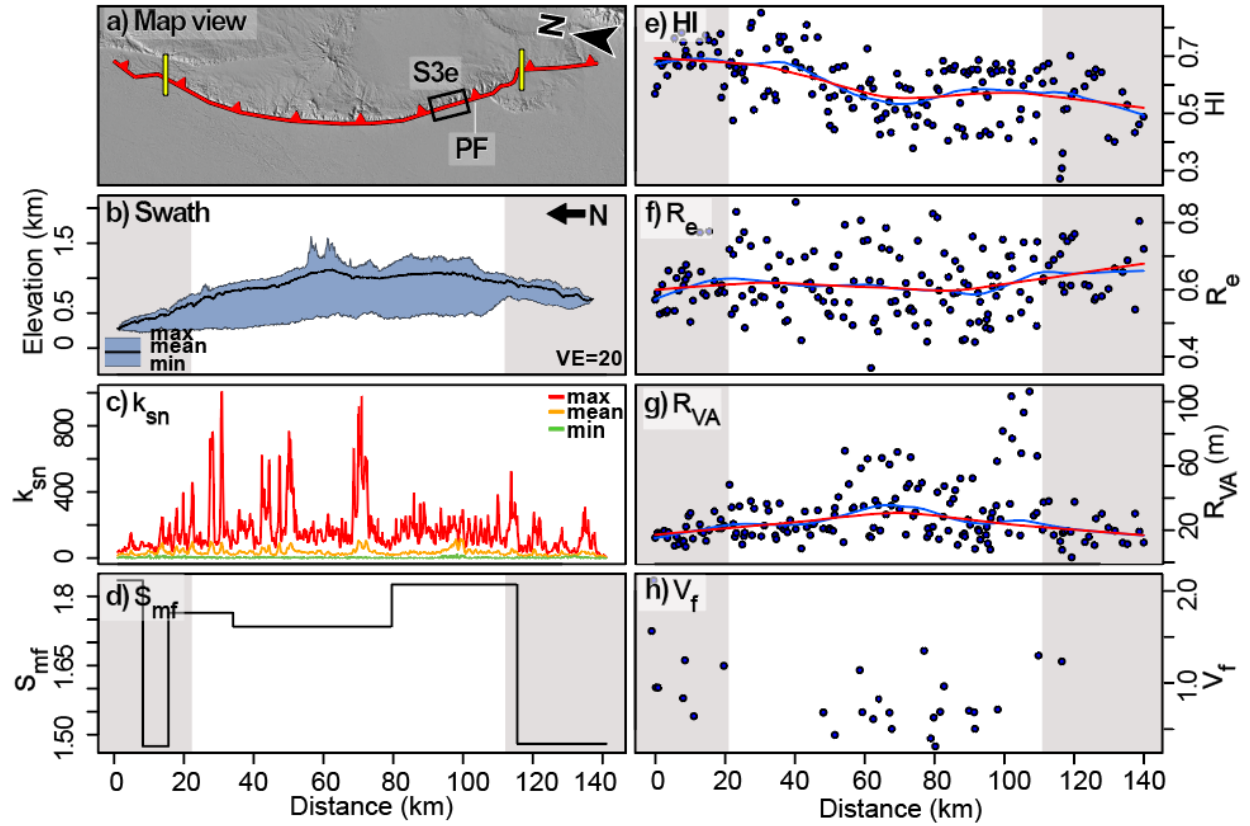 a) Map view
N
S3e
PF
b) Swath
N
Elevation (km)
1.5
0.5
0
max
mean
min
VE=20
c) ksn
max
mean
min
ksn
800
400
0
d) Smf
Smf
1.8
1.65
1.50
0 20 40 60 80 100 120 140
Distance (km)
e) HI
HI
0.7
0.5
0.3
f) Re
Re
0.8
0.6
0.4
g) RVA
RVA (m)
100
60
20
h) Vf
Vf
2.0
1.0
0 20 40 60 80 100 120 140
Distance (km)